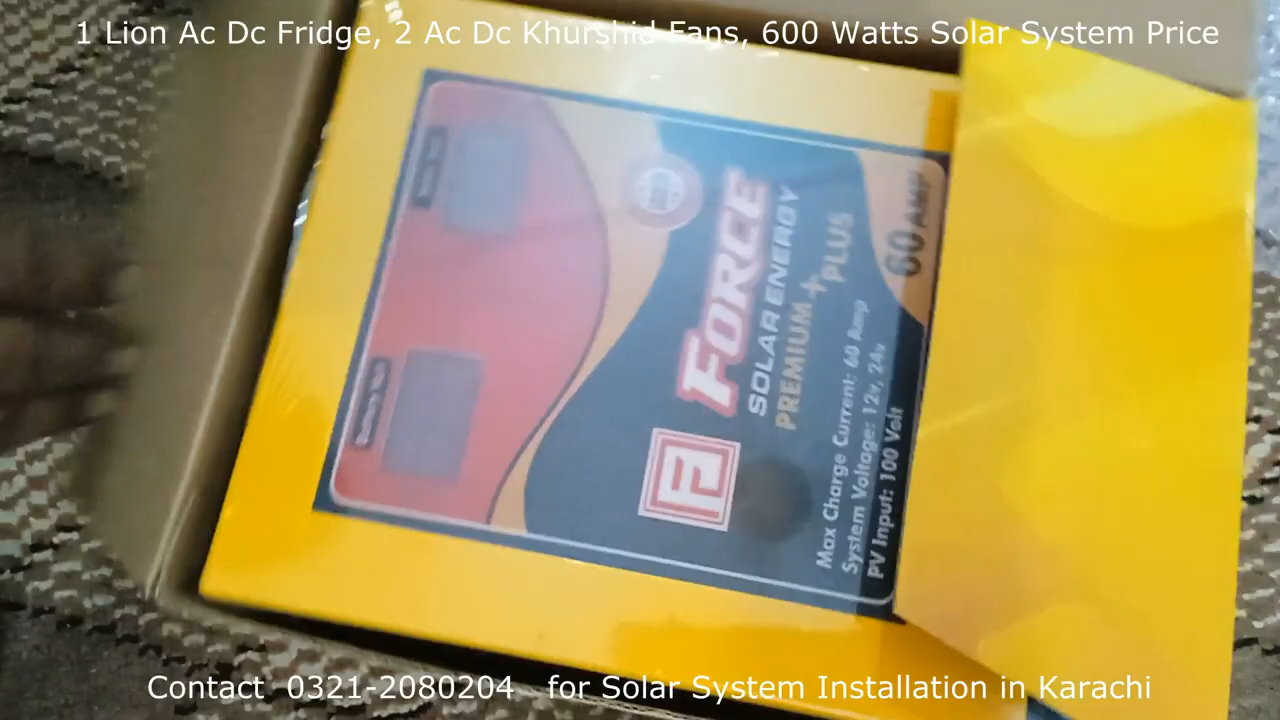 1 Lion Ac Dc Fridge, 2 Ac Dc Khurshid Fans, 600 Watts Solar System Price
FORCE
SOLAR ENERGY
PREMIUM + PLUS
60 AMP
Max Charge Current: 60 Amp
System Voltage: 12v, 24v
PV Input: 100 Volt
Contact 0321-2080204 for Solar System Installation in Karachi